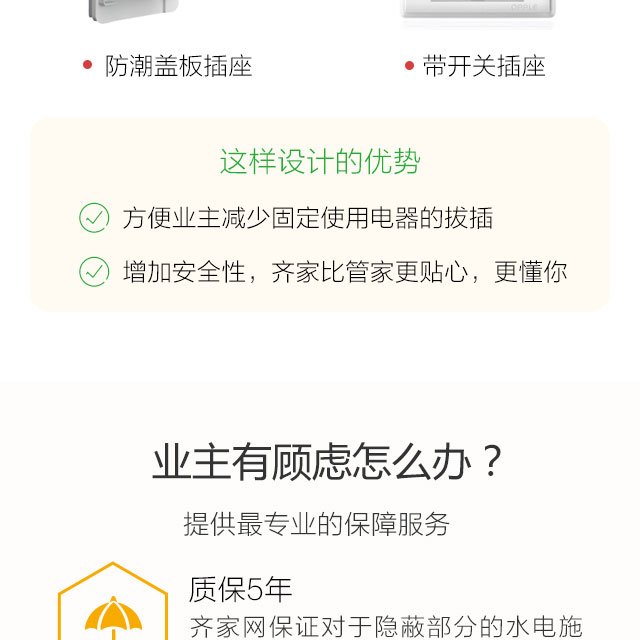 OPPLE
防潮盖板插座
带开关插座
这样设计的优势
方便业主减少固定使用电器的拔插
增加安全性，齐家比管家更贴心，更懂你
业主有顾虑怎么办？
提供最专业的保障服务
质保5年
齐家网保证对于隐蔽部分的水电施